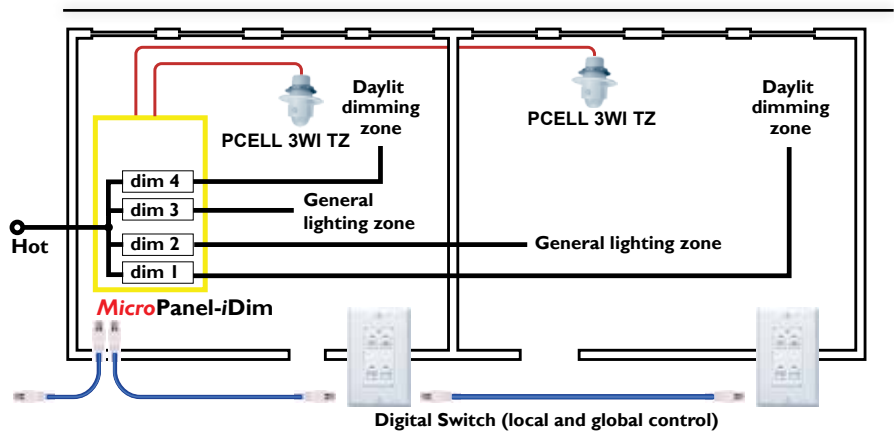 Daylit
dimming
zone
PCELL 3WI TZ
PCELL 3WI TZ
Daylit
dimming
zone
dim 4
dim 3
General
lighting zone
Hot
dim 2
General lighting zone
dim 1
MicroPanel-iDim
Digital Switch (local and global control)